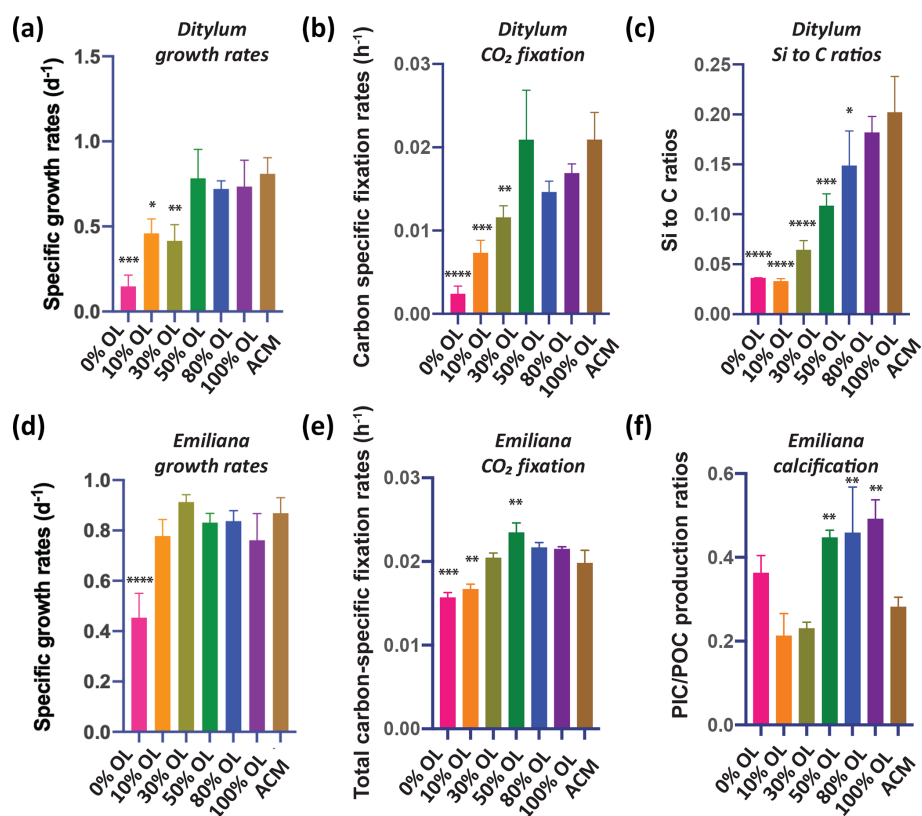 (a)
Ditylum
growth rates
Specific growth rates (d⁻¹)
1.5
1.0
0.5
0.0
***
*
**
0% OL
10% OL
30% OL
50% OL
80% OL
100% OL
ACM
(b)
Ditylum
CO₂ fixation
Carbon specific fixation rates (h⁻¹)
0.03
0.02
0.01
0.00
****
***
**
0% OL
10% OL
30% OL
50% OL
80% OL
100% OL
ACM
(c)
Ditylum
Si to C ratios
Si to C ratios
0.25
0.20
0.15
0.10
0.05
0.00
****
****
****
***
*
0% OL
10% OL
30% OL
50% OL
80% OL
100% OL
ACM
(d)
Emiliana
growth rates
Specific growth rates (d⁻¹)
1.0
0.8
0.6
0.4
0.2
0.0
****
0% OL
10% OL
30% OL
50% OL
80% OL
100% OL
ACM
(e)
Emiliana
CO₂ fixation
Total carbon-specific fixation rates (h⁻¹)
0.03
0.02
0.01
0.00
***
**
**
0% OL
10% OL
30% OL
50% OL
80% OL
100% OL
ACM
(f)
Emiliana
calcification
PIC/POC production ratios
0.6
0.4
0.2
0.0
**
**
**
0% OL
10% OL
30% OL
50% OL
80% OL
100% OL
ACM